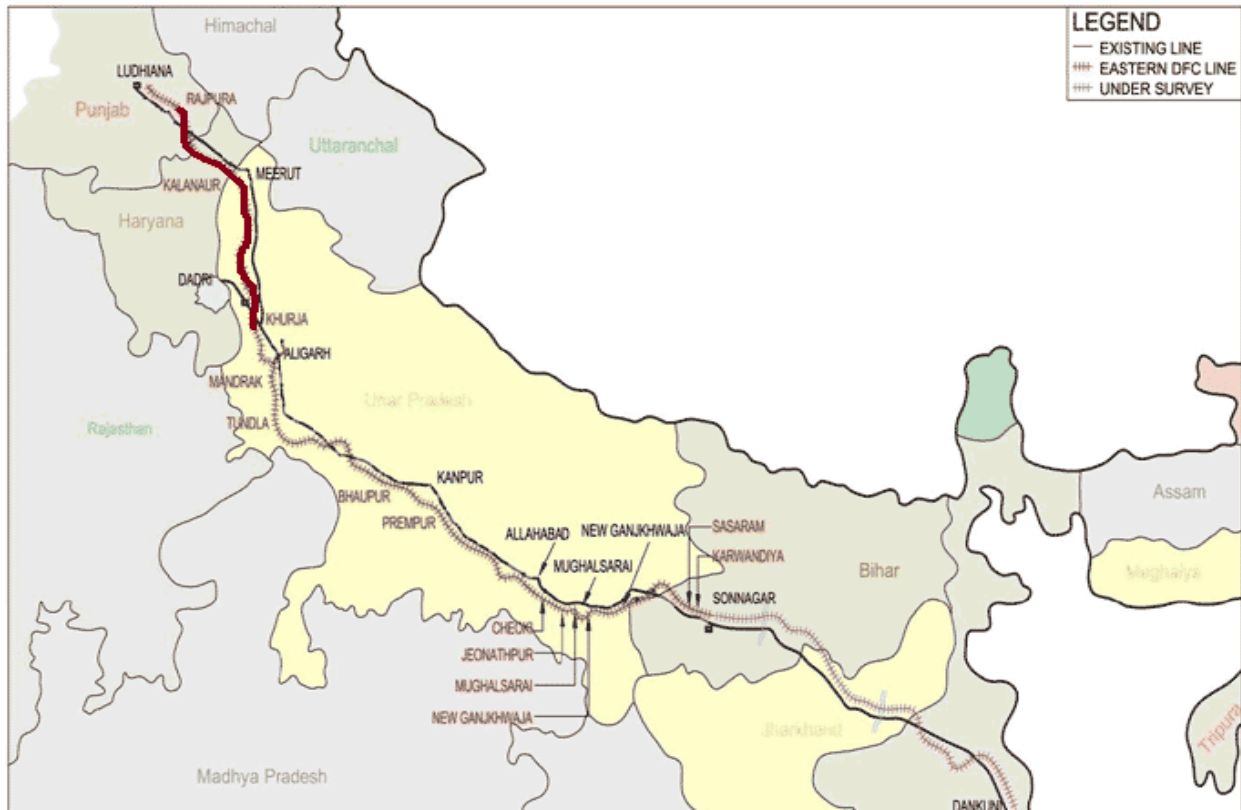 Himachal
LEGEND
EXISTING LINE
EASTERN DFC LINE
UNDER SURVEY
LUDHIANA
RAJPURA
Punjab
Uttaranchal
MEERUT
KALANAUR
Haryana
DADRI
KHURJA
ALIGARH
MANDRAK
Uttar Pradesh
TUNDLA
Rajasthan
KANPUR
BHAUPUR
PREMPUR
Assam
ALLAHABAD
NEW GANJKHWAJA
SASARAM
KARWANDIYA
MUGHALSARAI
Bihar
Meghalya
SONNAGAR
CHEOKI
JEONATHPUR
MUGHALSARAI
NEW GANJKHWAJA
Jharkhand
Tripura
Madhya Pradesh
DANKUNI